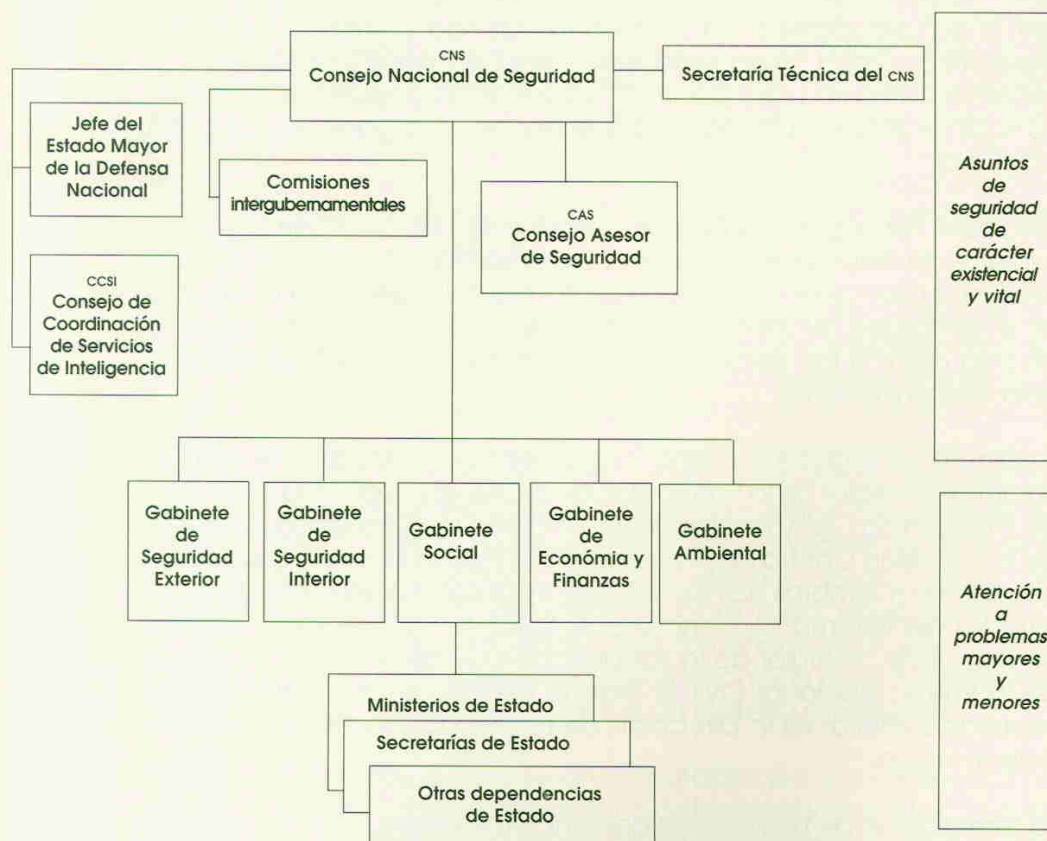 CNS
Consejo Nacional de Seguridad
Secretaría Técnica del CNS
Jefe del
Estado Mayor
de la Defensa
Nacional
Comisiones
intergubernamentales
CAS
Consejo Asesor
de Seguridad
CCSI
Consejo de
Coordinación
de Servicios
de Inteligencia
Asuntos
de
seguridad
de
carácter
existencial
y vital
Gabinete
de
Seguridad
Exterior
Gabinete
de
Seguridad
Interior
Gabinete
Social
Gabinete
de
Económia y
Finanzas
Gabinete
Ambiental
Atención
a
problemas
mayores
y
menores
Ministerios de Estado
Secretarías de Estado
Otras dependencias
de Estado